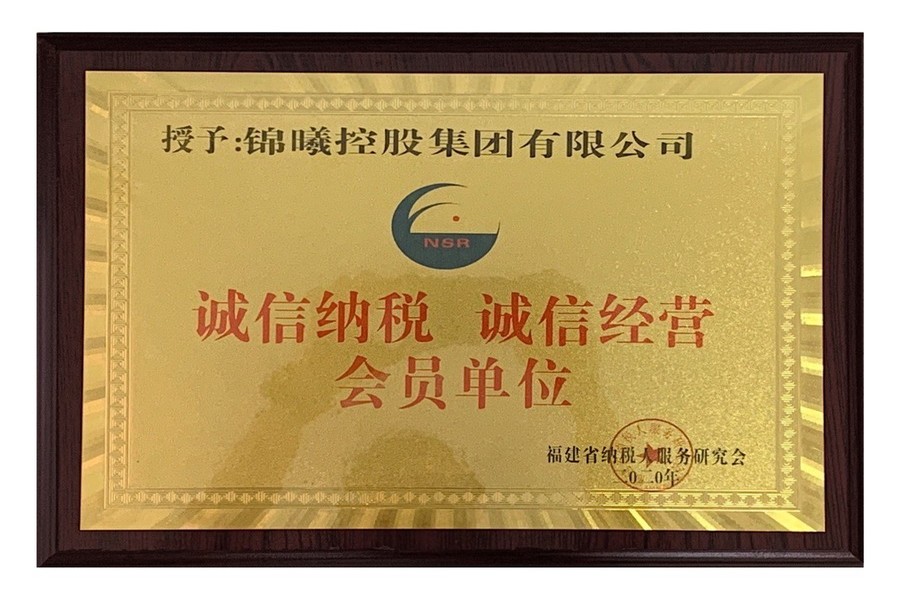 授予:锦曦控股集团有限公司
NSR
诚信纳税 诚信经营
会员单位
福建省纳税人服务研究会
二0二0年